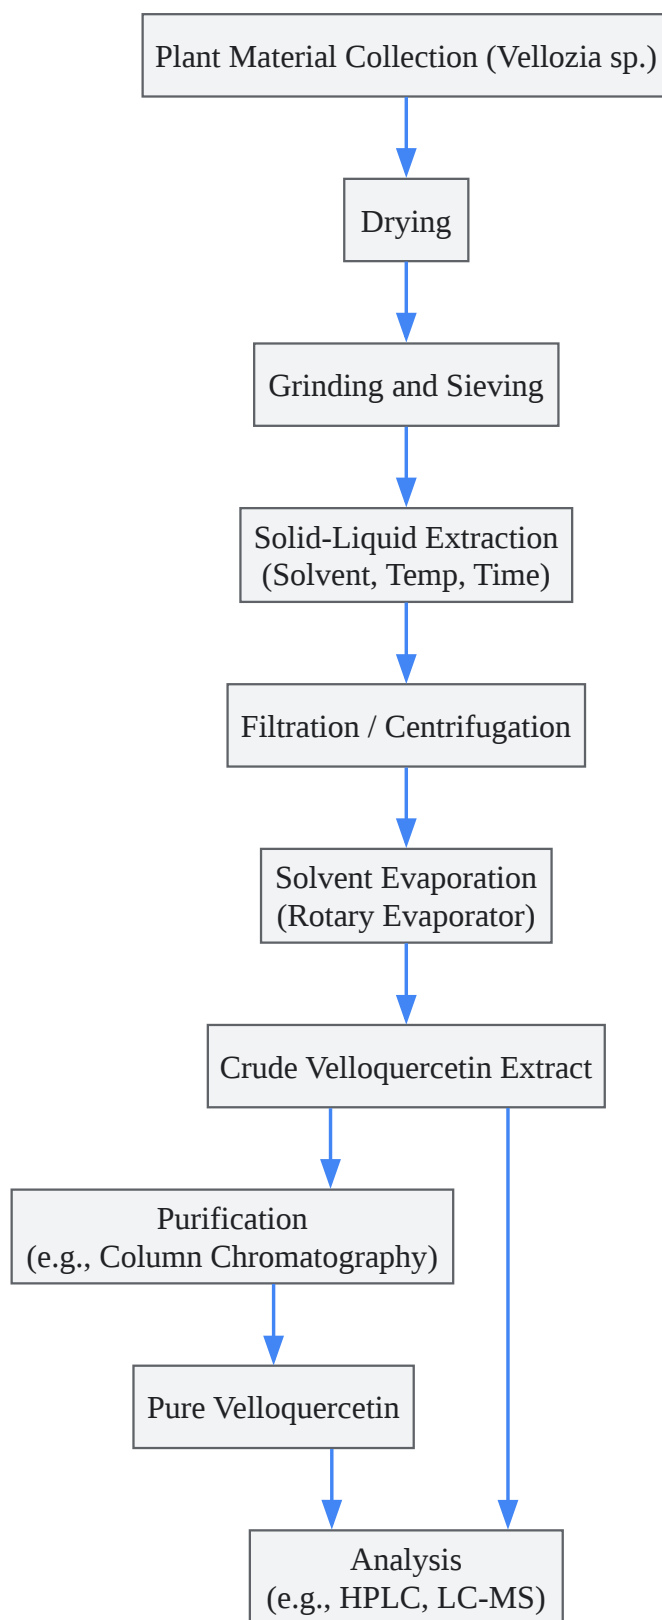 Plant Material Collection (Vellozia sp.)
Drying
Grinding and Sieving
Solid-Liquid Extraction
(Solvent, Temp, Time)
Filtration / Centrifugation
Solvent Evaporation
(Rotary Evaporator)
Crude Velloquercetin Extract
Purification
(e.g., Column Chromatography)
Pure Velloquercetin
Analysis
(e.g., HPLC, LC-MS)